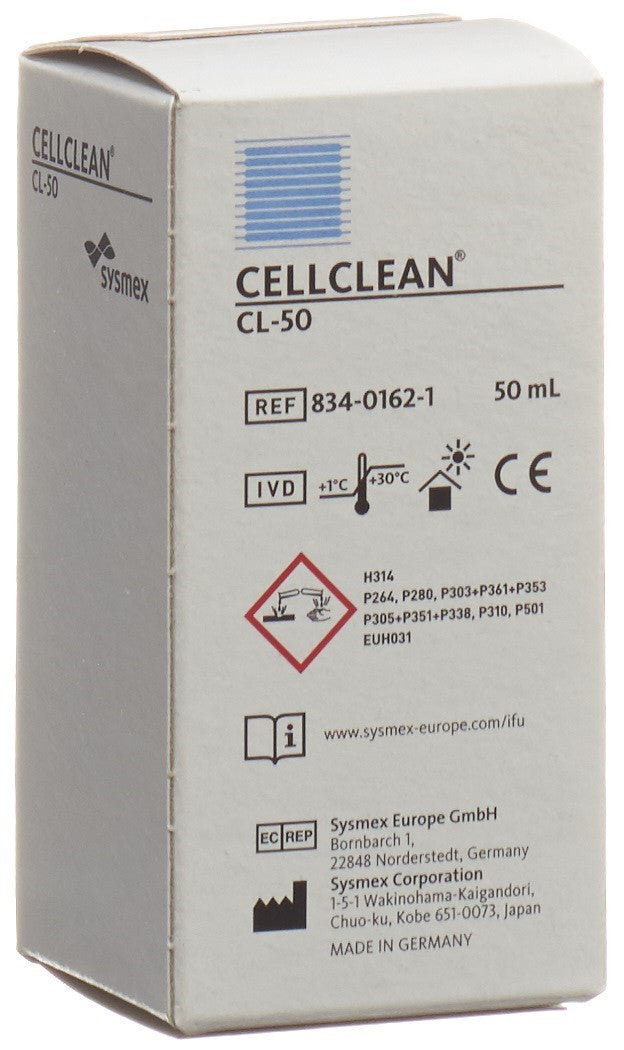 CELLCLEAN®
CL-50
sysmex
CELLCLEAN®
CL-50
REF 834-0162-1 50 mL
IVD +1°C +30°C CE
H314
P264, P280, P303+P361+P353
P305+P351+P338, P310, P501
EUH031
i www.sysmex-europe.com/ifu
EC REP Sysmex Europe GmbH
Bornbarch 1,
22848 Norderstedt, Germany
Sysmex Corporation
1-5-1 Wakinohama-Kaigandori,
Chuo-ku, Kobe 651-0073, Japan
MADE IN GERMANY